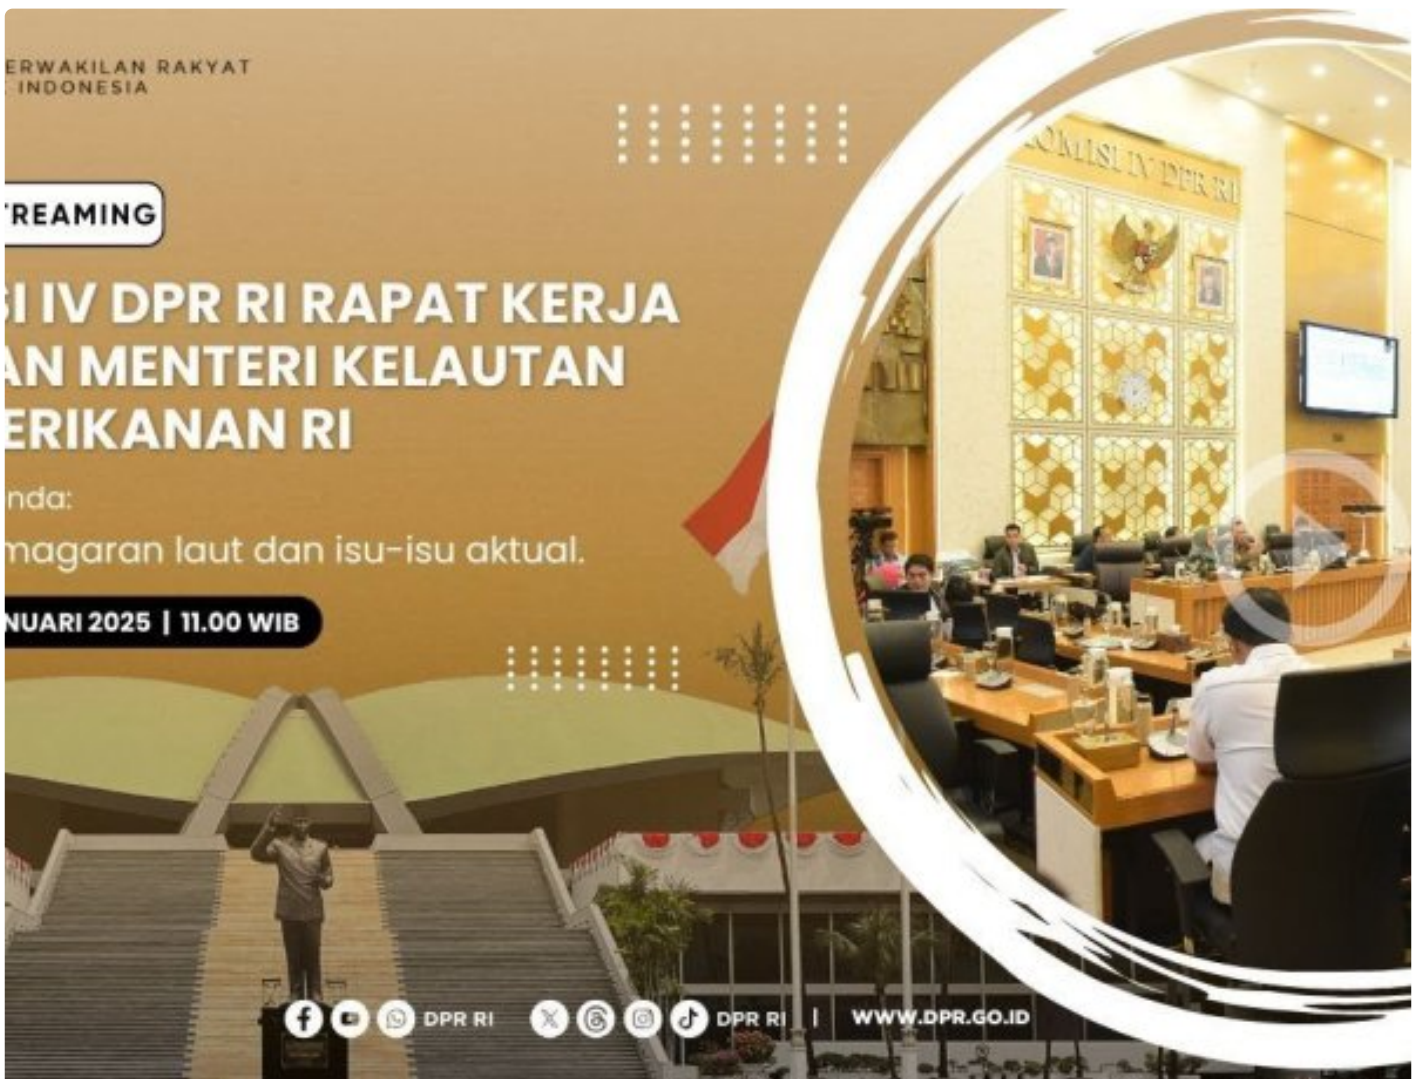 ERWAKILAN RAKYAT
INDONESIA
TREAMING
SI IV DPR RI RAPAT KERJA
AN MENTERI KELAUTAN
ERIKANAN RI
nda:
magaran laut dan isu-isu aktual.
NUARI 2025 | 11.00 WIB
KOMISI IV DPR RI
DPR RI
DPR RI | WWW.DPR.GO.ID